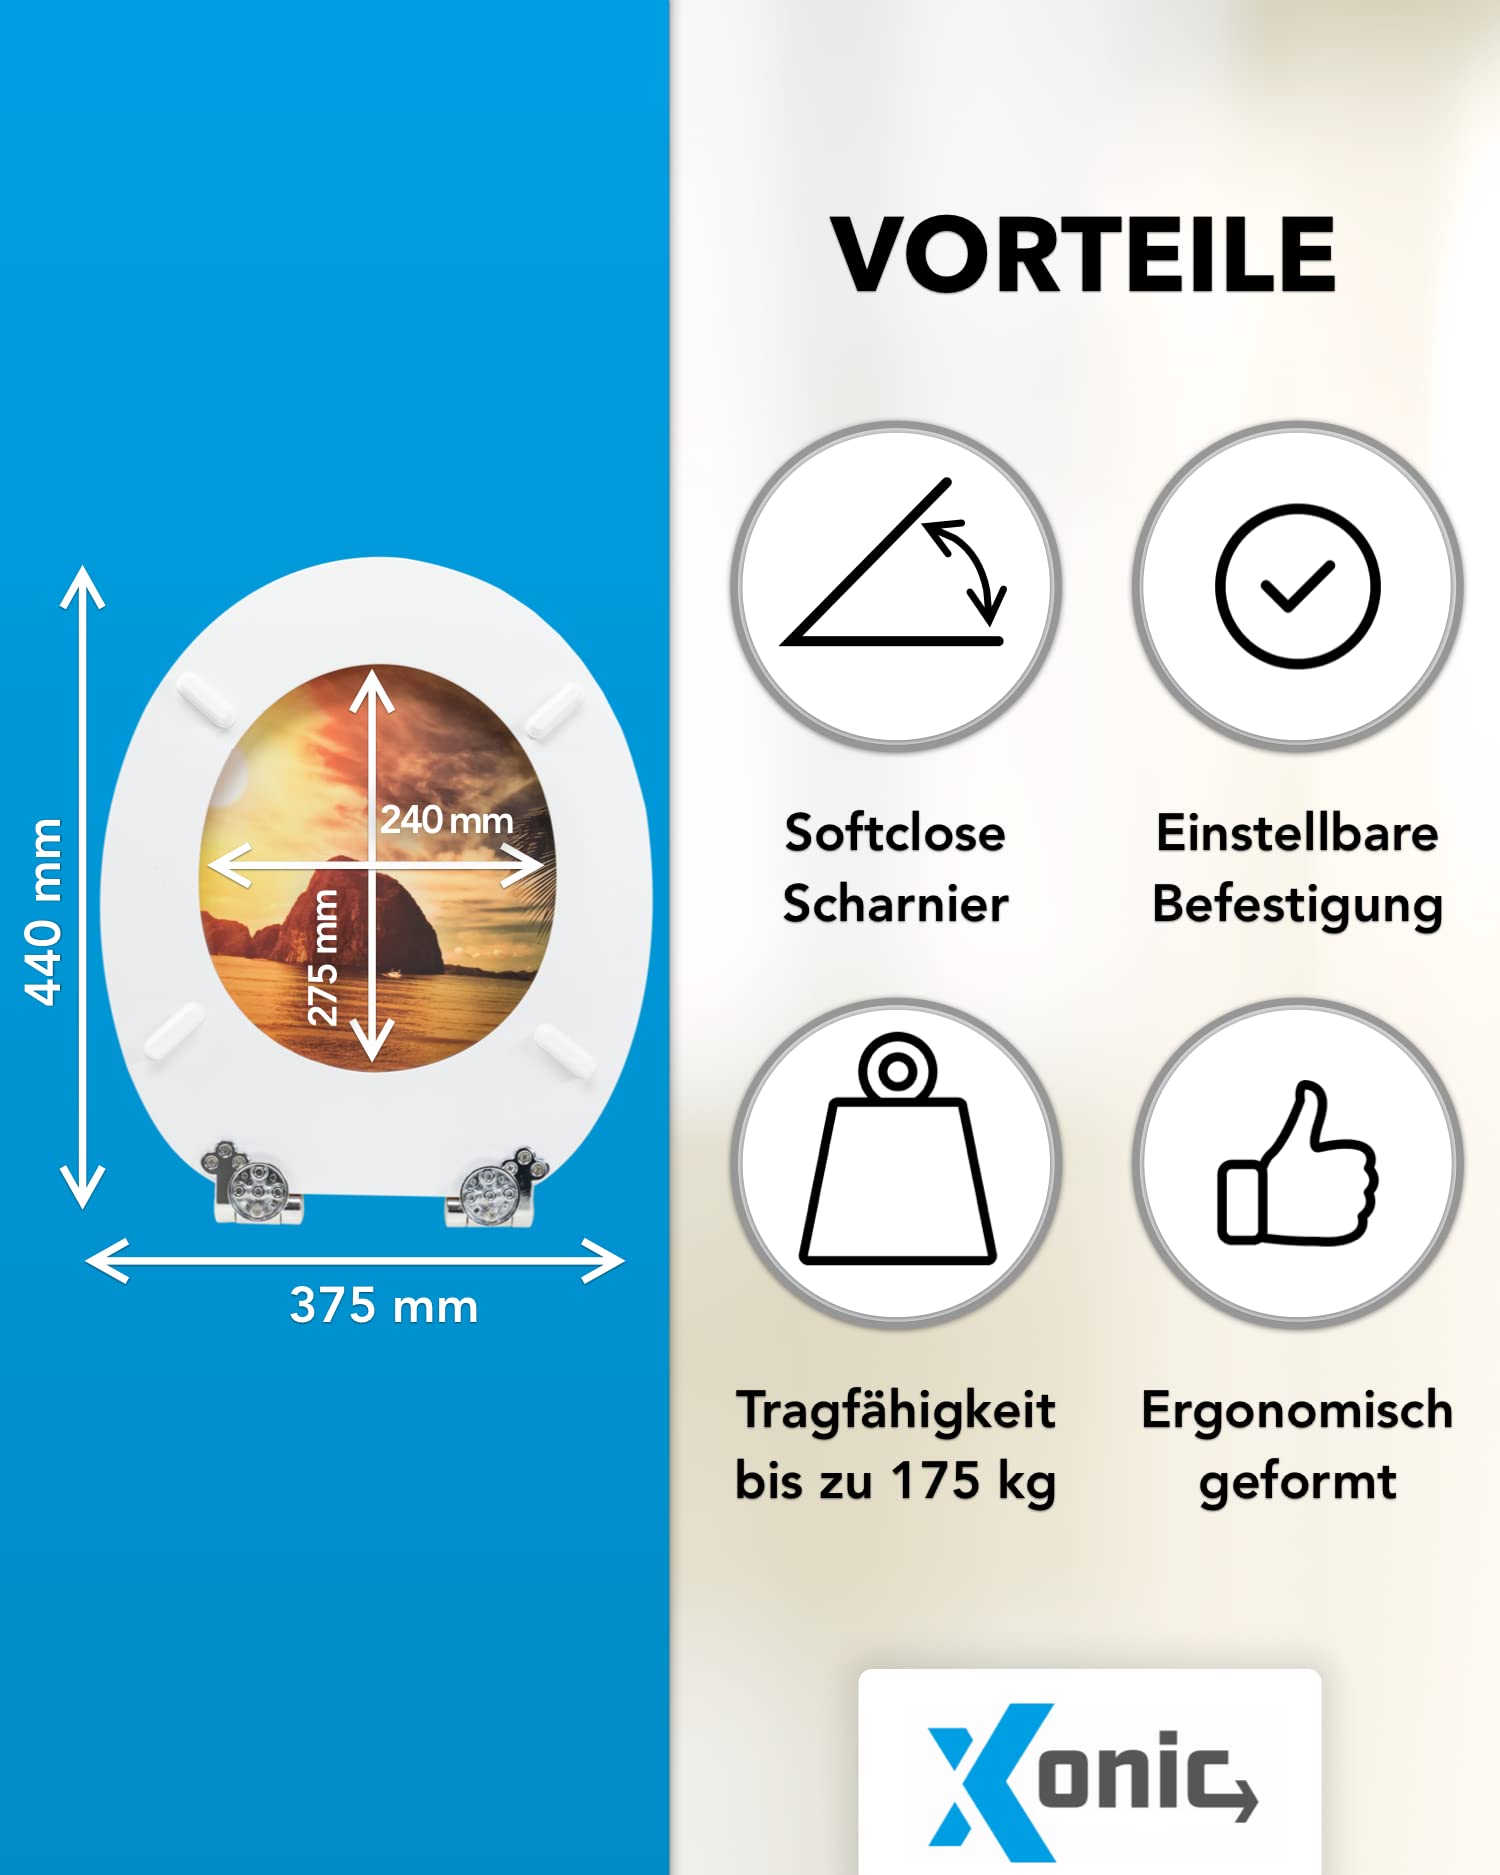 VORTEILE
Softclose
Scharnier
Einstellbare
Befestigung
Tragfähigkeit
bis zu 175 kg
Ergonomisch
geformt
440 mm
240 mm
275 mm
375 mm
Xonic